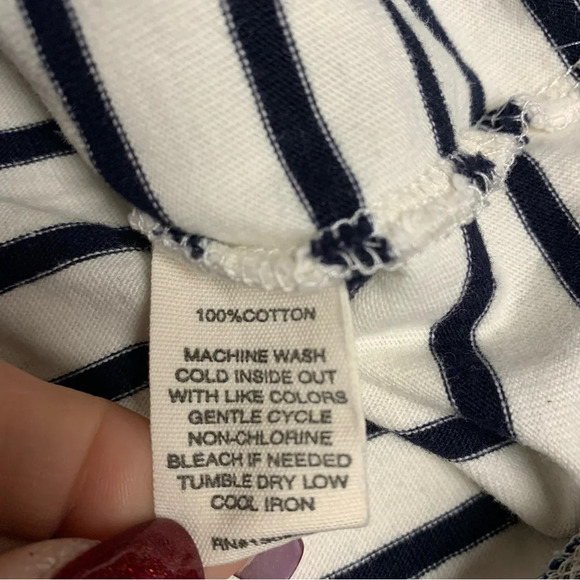 100%COTTON
MACHINE WASH
COLD INSIDE OUT
WITH LIKE COLORS
GENTLE CYCLE
NON-CHLORINE
BLEACH IF NEEDED
TUMBLE DRY LOW
COOL IRON